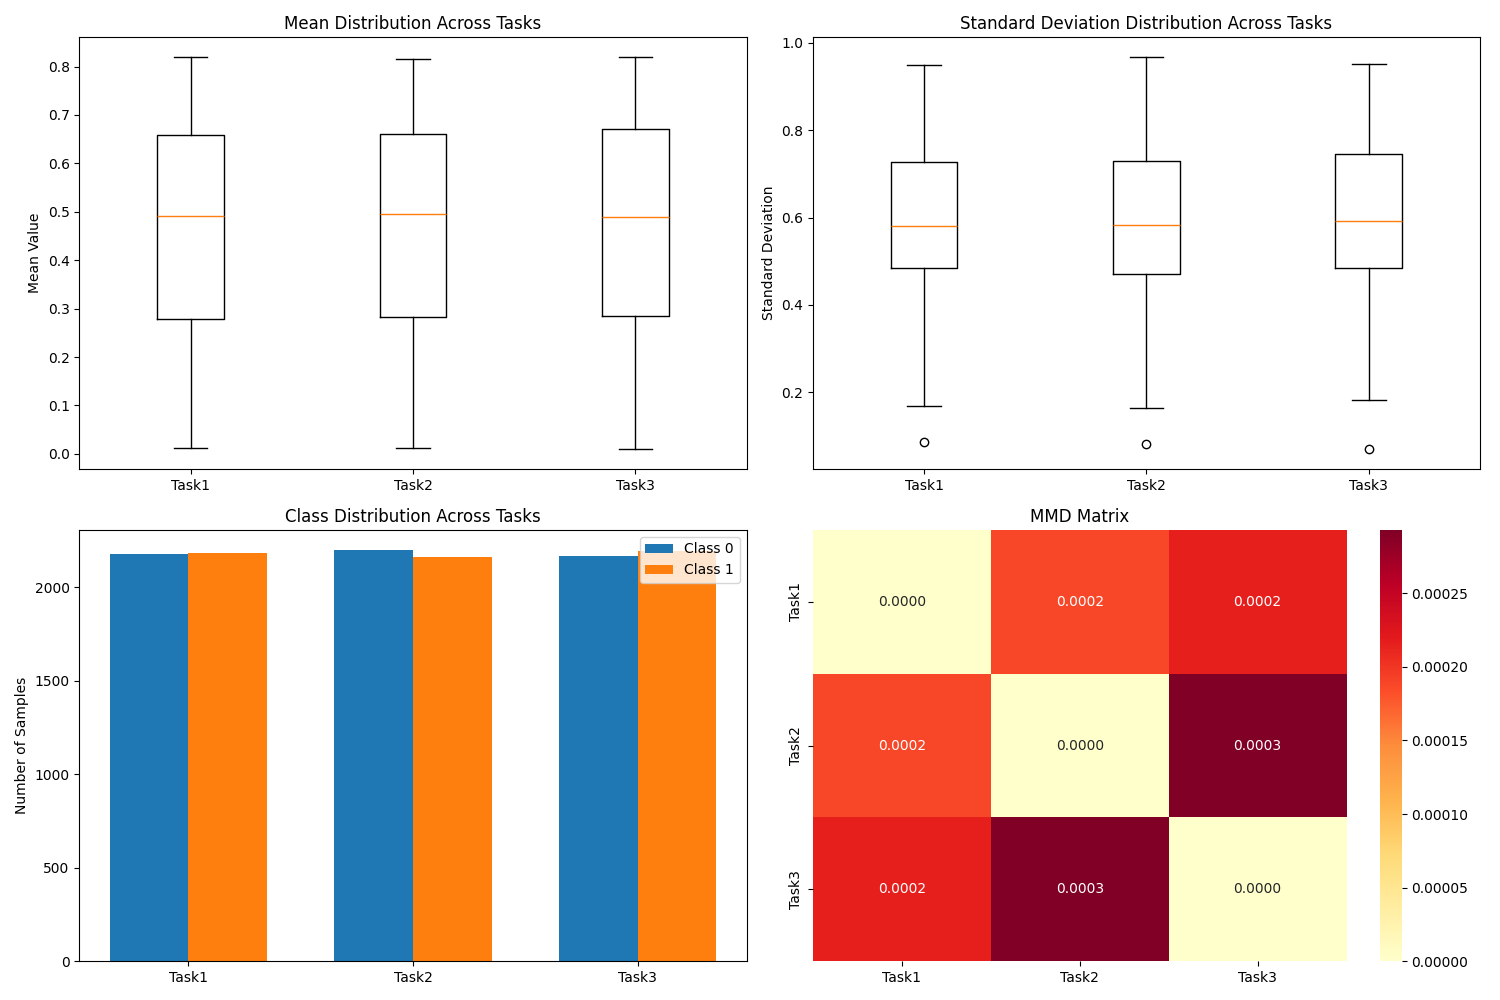 Mean Distribution Across Tasks
Mean Value
0.8
0.7
0.6
0.5
0.4
0.3
0.2
0.1
0.0
Task1 Task2 Task3
Standard Deviation Distribution Across Tasks
Standard Deviation
1.0
0.8
0.6
0.4
0.2
Task1 Task2 Task3
Class Distribution Across Tasks
Number of Samples
Class 0
Class 1
2000
1500
1000
500
0
Task1 Task2 Task3
MMD Matrix
Task1
Task2
Task3
0.0000 0.0002 0.0002
0.0002 0.0000 0.0003
0.0002 0.0003 0.0000
Task1 Task2 Task3
0.00025
0.00020
0.00015
0.00010
0.00005
0.00000